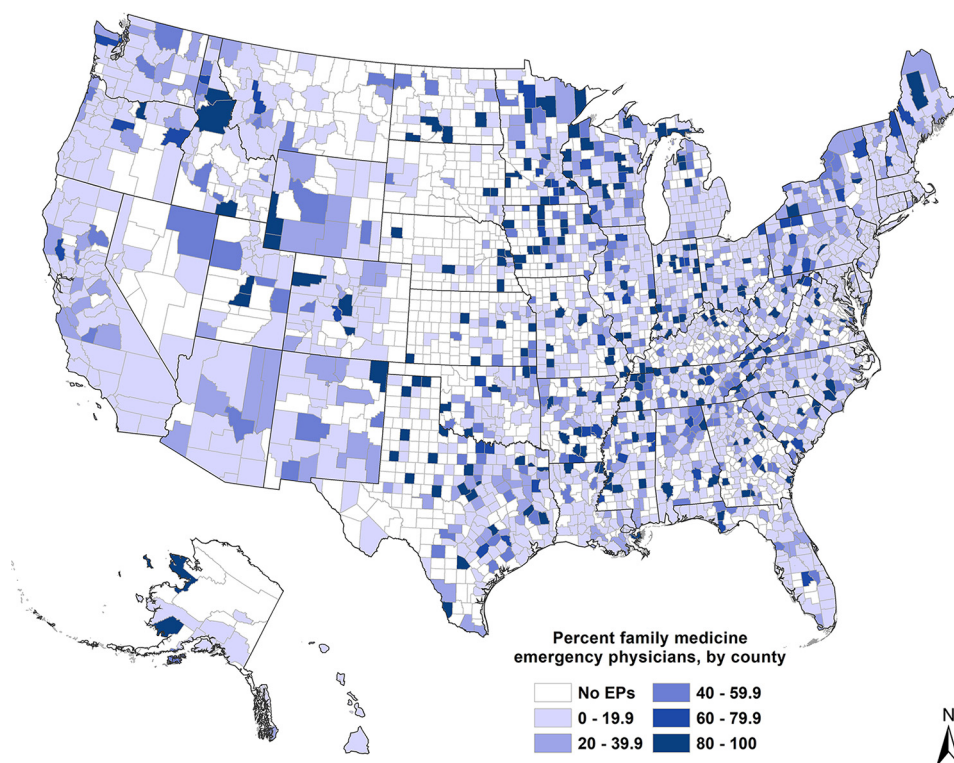 Percent family medicine
emergency physicians, by county
No EPs
0 - 19.9
20 - 39.9
40 - 59.9
60 - 79.9
80 - 100
N